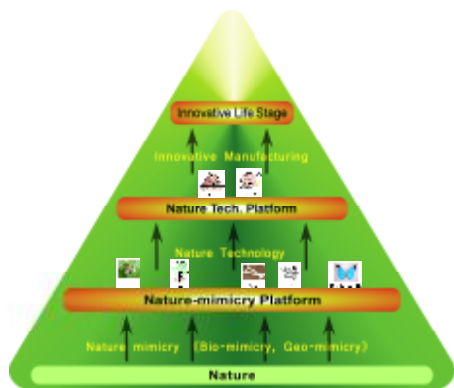 Innovative Life Stage
Innovative Manufacturing
Nature Tech. Platform
Nature Technology
Nature-mimicry Platform
Nature mimicry (Bio-mimicry, Geo-mimicry)
Nature